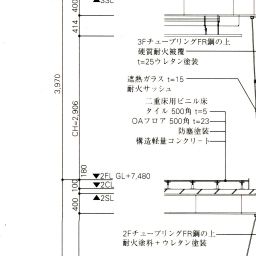 ▲3SL
414
400
3Fチューブリング FR鋼の上
硬質耐火被覆
t=25ウレタン塗装
遮熱ガラス t=15
耐火サッシュ
二重床用ビニル床
タイル 500角 t=5
OAフロア 500角 t=23
防塵塗装
構造軽量コンクリート
3,970
CH=2,906
180
▼2FL GL+7,480
100
▲2CL
400
▲2SL
2Fチューブリング FR鋼の上
耐火塗料+ウレタン塗装